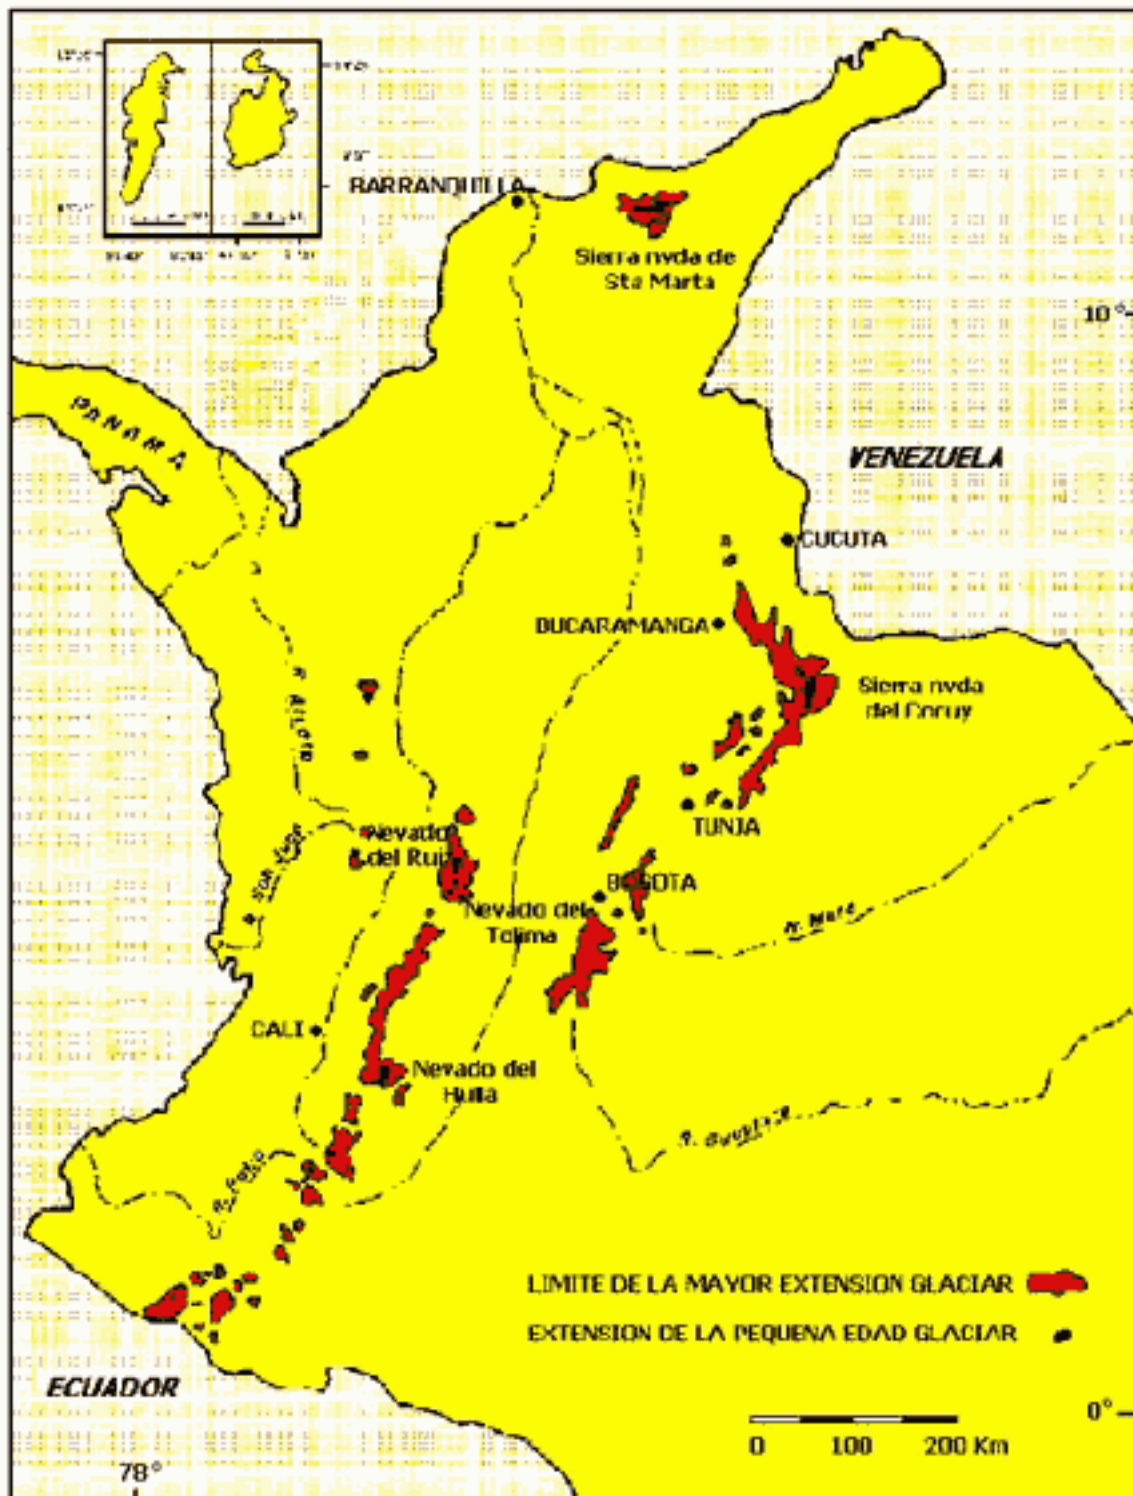 BARRANQUILLA
Sierra nvda de
Sta Marta
10°
PANAMA
VENEZUELA
CUCUTA
BUCARAMANGA
Sierra nvda
del Cocuy
TUNJA
Nevado
del Ruiz
BOGOTA
Nevado del
Tolima
R. Meta
CALI
Nevado del
Huila
R. Patia
LIMITE DE LA MAYOR EXTENSION GLACIAR
EXTENSION DE LA PEQUENA EDAD GLACIAR
ECUADOR
0°
0 100 200 Km
78°